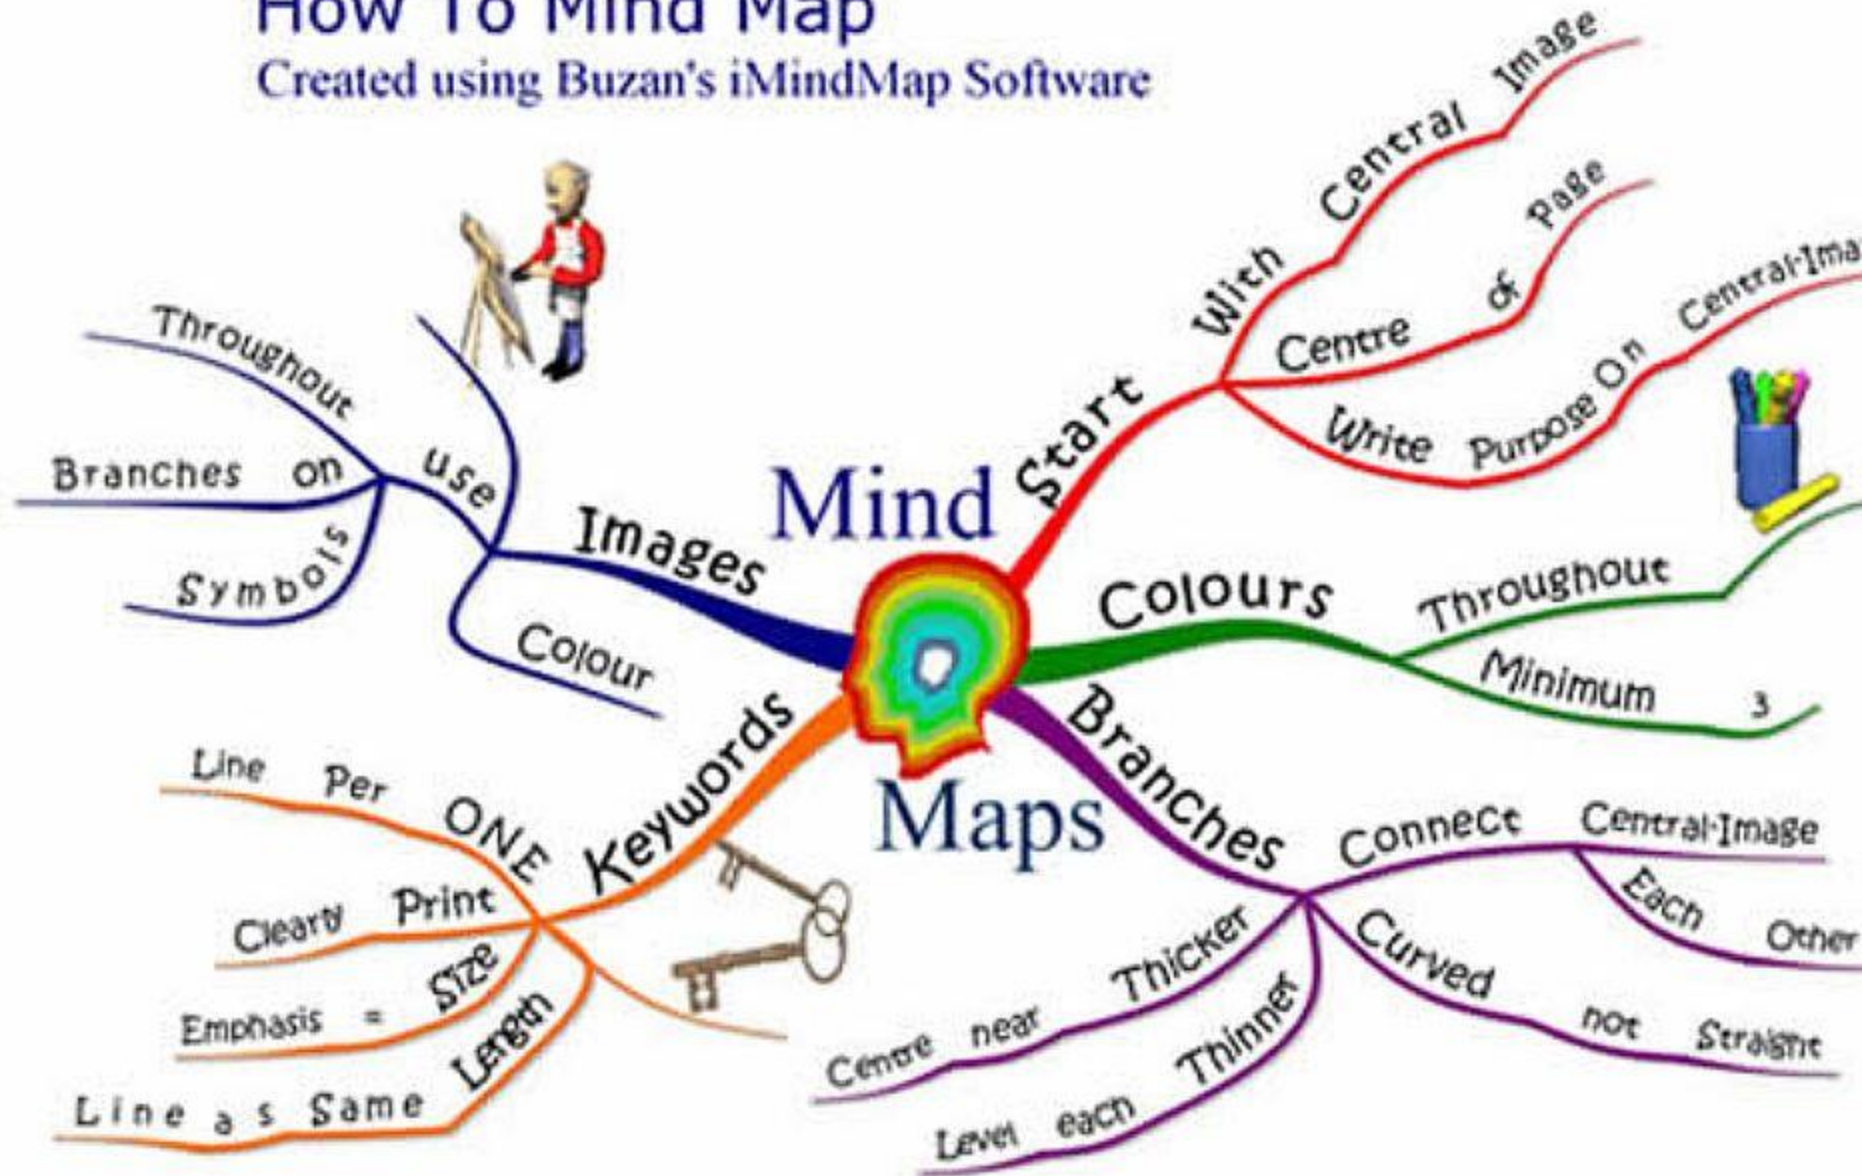 How To Mind Map
Created using Buzan's iMindMap Software
Mind
Maps
Start
With Central Image
Centre of Page
Write Purpose On Central-Ima
Colours
Throughout
Minimum 3
Branches
Connect
Central-Image
Each Other
Curved not Straight
Thinner
Level each
Thicker
Centre near
Keywords
ONE
Line Per
Print
Clearly
Size
Emphasis =
Length
Line as Same
Images
use
Throughout
Branches on
Symbols
Colour